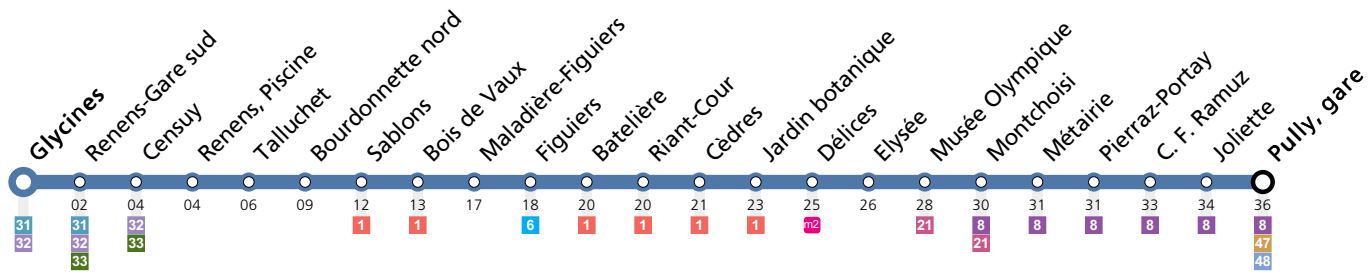 Glycines
Renens-Gare sud
Censuy
Renens, Piscine
Talluchet
Bourdonnette nord
Sablons
Bois de Vaux
Maladière-Figuiers
Figuiers
Batelière
Riant-Cour
Cèdres
Jardin botanique
Délices
Elysée
Musée Olympique
Montchoisi
Métairie
Pierraz-Portay
C. F. Ramuz
Joliette
Pully, gare
02 04 04 06 09 12 13 17 18 20 20 21 23 25 26 28 30 31 31 33 34 36
31 31 32 1 1 6 1 1 1 1 m2 21 8 8 8 8 8 8
32 32 33 21 47
33 48